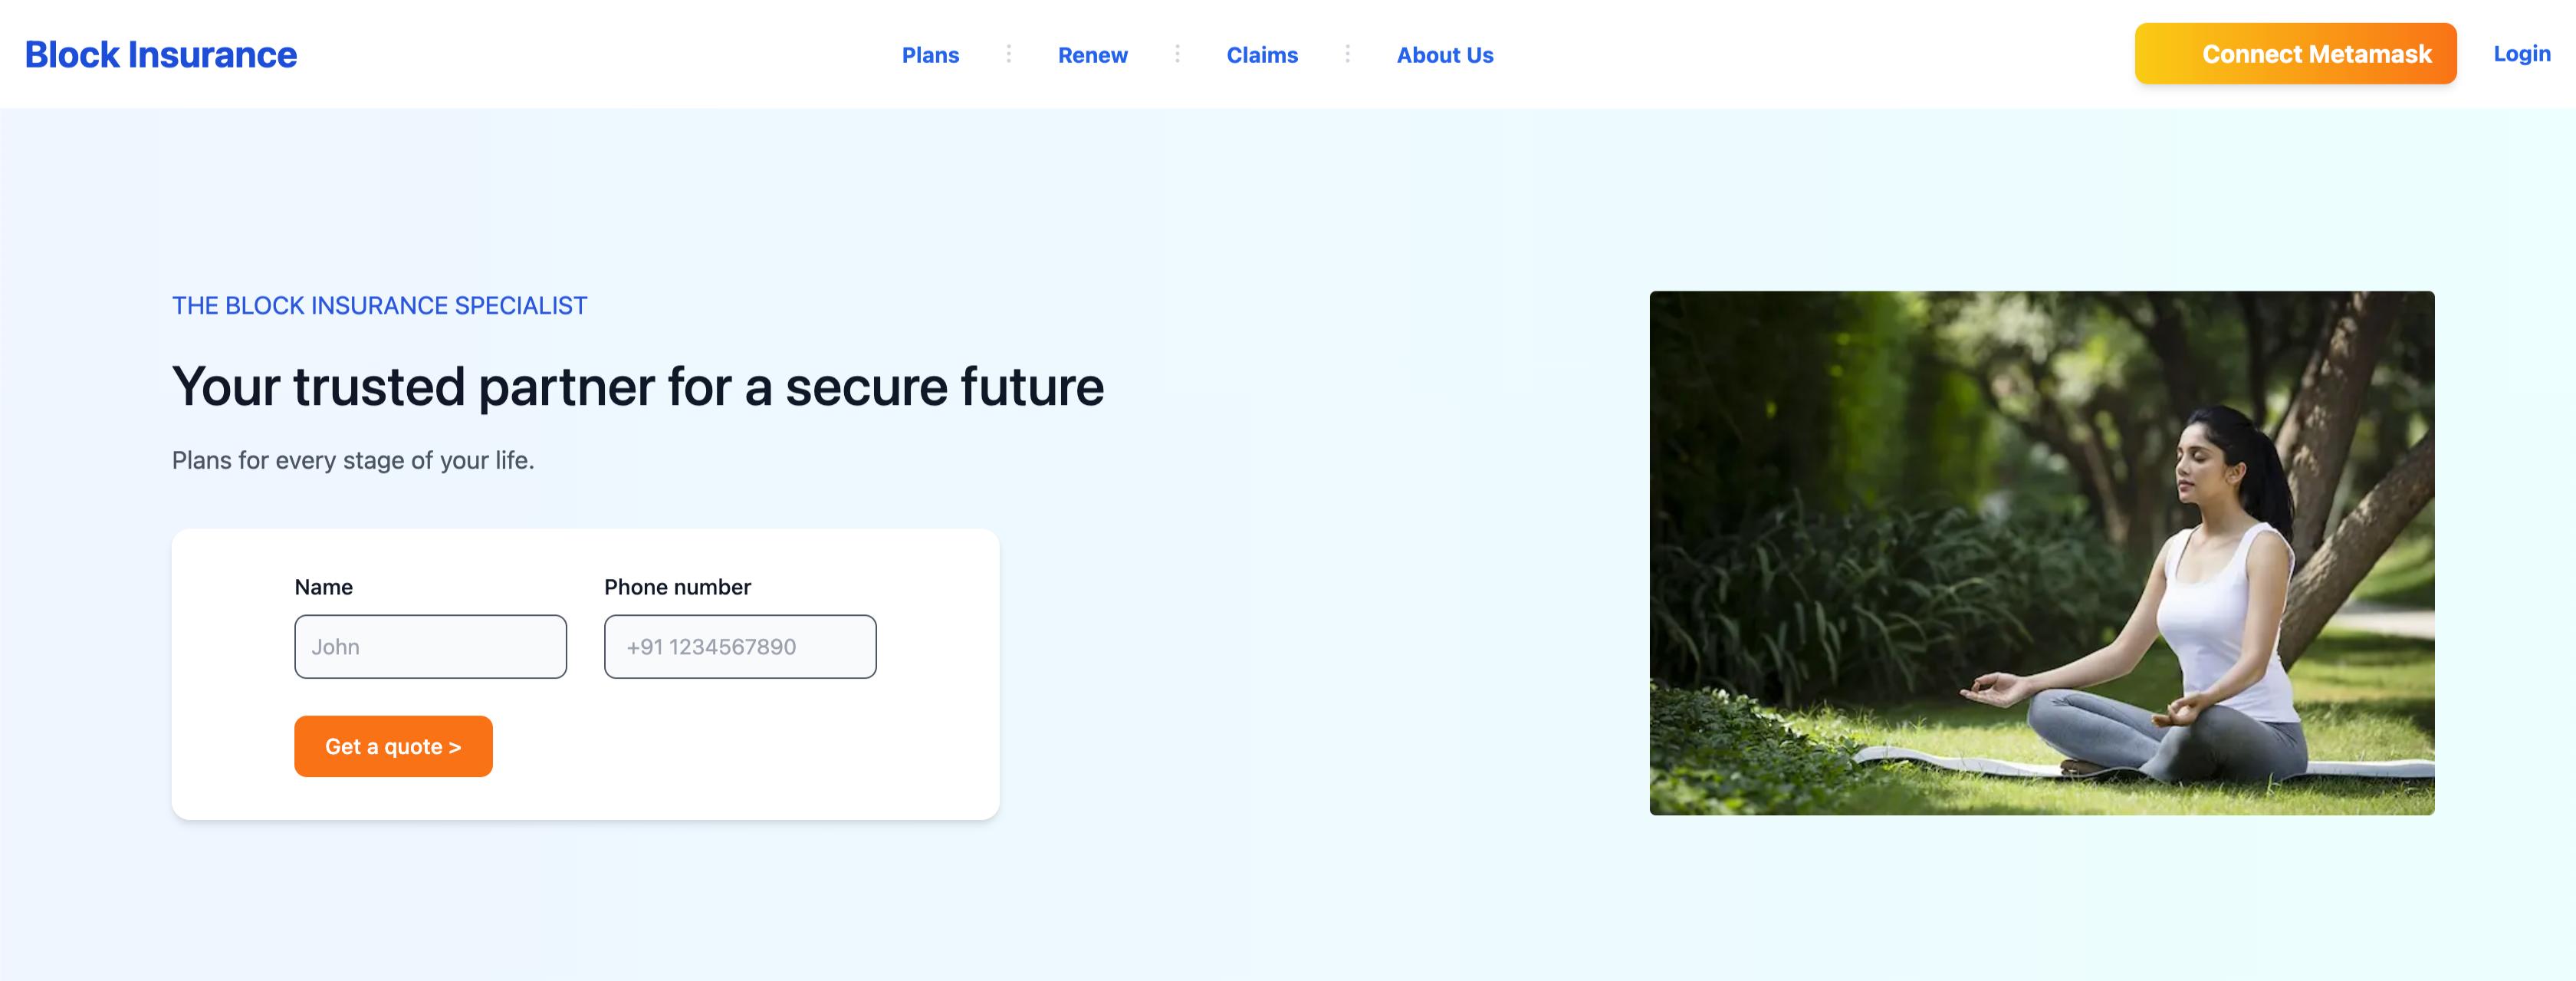 Block Insurance
Plans
Renew
Claims
About Us
Connect Metamask
Login
THE BLOCK INSURANCE SPECIALIST
Your trusted partner for a secure future
Plans for every stage of your life.
Name
Phone number
John
+91 1234567890
Get a quote >